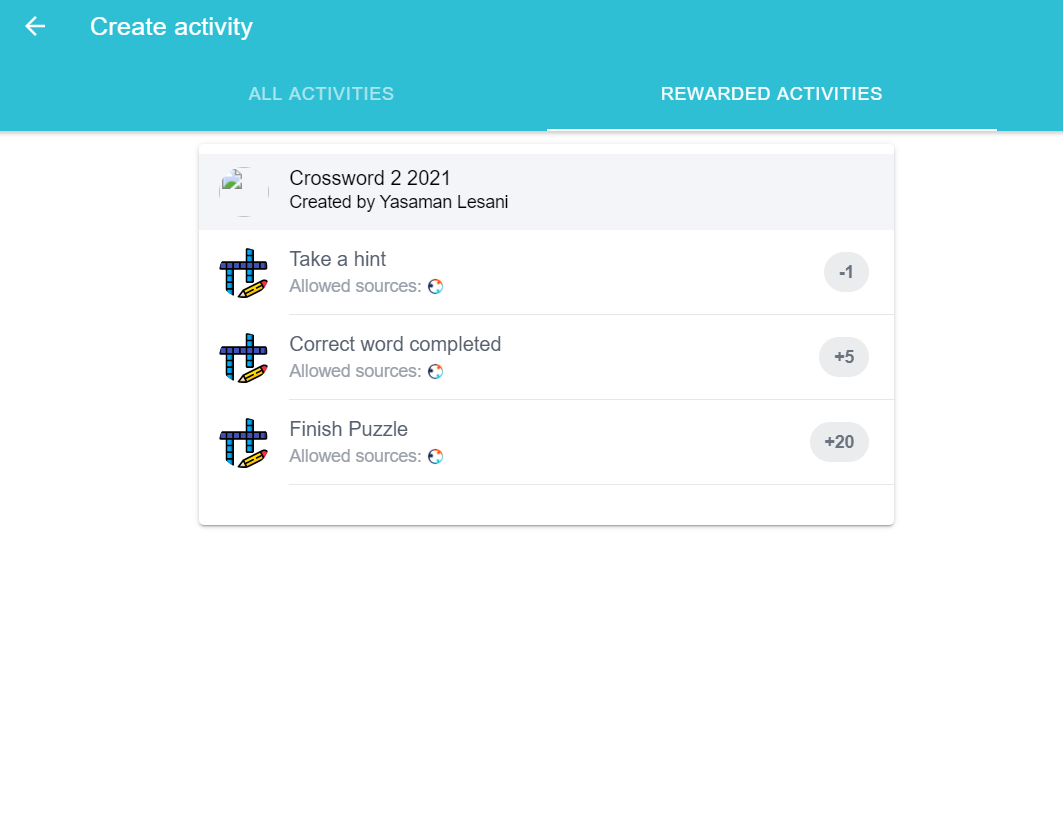 Create activity
ALL ACTIVITIES
REWARDED ACTIVITIES
Crossword 2 2021
Created by Yasaman Lesani
Take a hint
Allowed sources:
-1
Correct word completed
Allowed sources:
+5
Finish Puzzle
Allowed sources:
+20